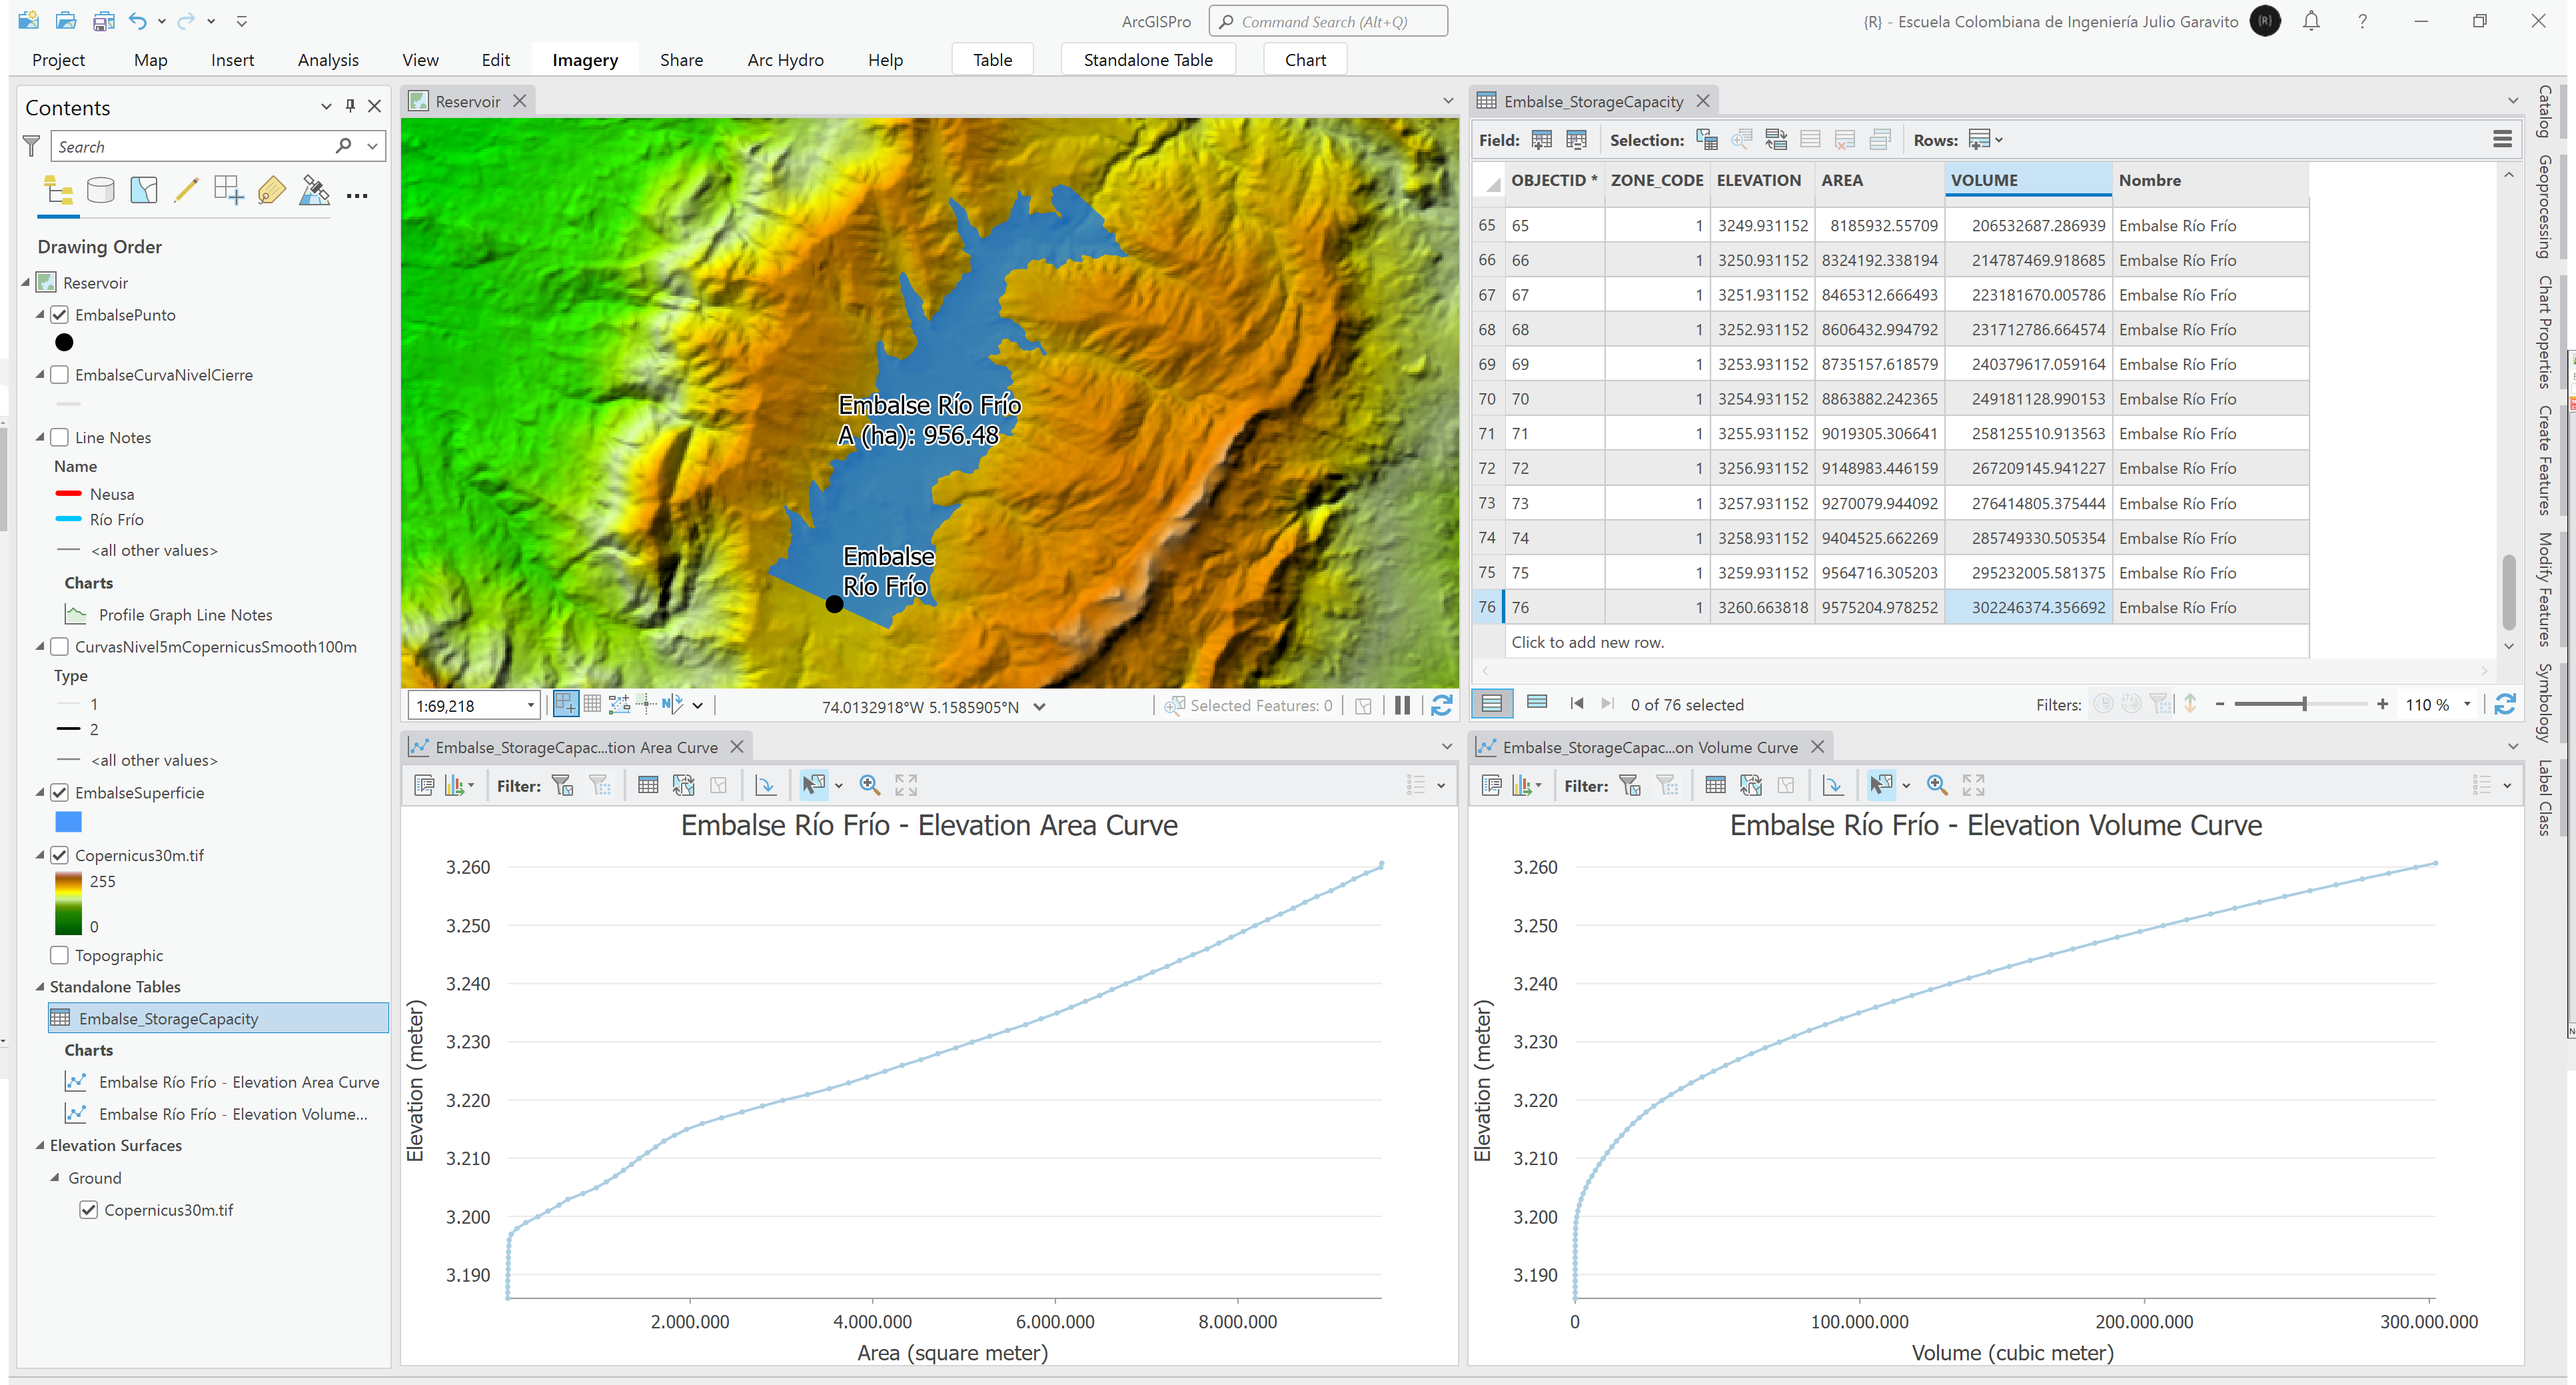 ArcGISPro
Command Search (Alt+Q)
{R} - Escuela Colombiana de Ingeniería Julio Garavito
{R}
?
Project Map Insert Analysis View Edit Imagery Share Arc Hydro Help Table Standalone Table Chart
Contents
Search
Drawing Order
Reservoir
EmbalsePunto
EmbalseCurvaNivelCierre
Line Notes
Name
Neusa
Río Frío
<all other values>
Charts
Profile Graph Line Notes
CurvasNivel5mCopernicusSmooth100m
Type
1
2
<all other values>
EmbalseSuperficie
Copernicus30m.tif
255
0
Topographic
Standalone Tables
Embalse_StorageCapacity
Charts
Embalse Río Frío - Elevation Area Curve
Embalse Río Frío - Elevation Volume...
Elevation Surfaces
Ground
Copernicus30m.tif
Reservoir
Embalse Río Frío
A (ha): 956.48
Embalse
Río Frío
1:69,218
74.0132918°W 5.1585905°N
Selected Features: 0
Embalse_StorageCapacity
Field: Selection: Rows:
OBJECTID * ZONE_CODE ELEVATION AREA VOLUME Nombre
65 65 1 3249.931152 8185932.55709 206532687.286939 Embalse Río Frío
66 66 1 3250.931152 8324192.338194 214787469.918685 Embalse Río Frío
67 67 1 3251.931152 8465312.666493 223181670.005786 Embalse Río Frío
68 68 1 3252.931152 8606432.994792 231712786.664574 Embalse Río Frío
69 69 1 3253.931152 8735157.618579 240379617.059164 Embalse Río Frío
70 70 1 3254.931152 8863882.242365 249181128.990153 Embalse Río Frío
71 71 1 3255.931152 9019305.306641 258125510.913563 Embalse Río Frío
72 72 1 3256.931152 9148983.446159 267209145.941227 Embalse Río Frío
73 73 1 3257.931152 9270079.944092 276414805.375444 Embalse Río Frío
74 74 1 3258.931152 9404525.662269 285749330.505354 Embalse Río Frío
75 75 1 3259.931152 9564716.305203 295232005.581375 Embalse Río Frío
76 76 1 3260.663818 9575204.978252 302246374.356692 Embalse Río Frío
Click to add new row.
0 of 76 selected
Filters:
110 %
Embalse_StorageCapac...tion Area Curve
Filter:
Embalse Río Frío - Elevation Area Curve
3.260
3.250
3.240
3.230
3.220
3.210
3.200
3.190
Elevation (meter)
2.000.000 4.000.000 6.000.000 8.000.000
Area (square meter)
Embalse_StorageCapac...on Volume Curve
Filter:
Embalse Río Frío - Elevation Volume Curve
3.260
3.250
3.240
3.230
3.220
3.210
3.200
3.190
Elevation (meter)
0 100.000.000 200.000.000 300.000.000
Volume (cubic meter)
Catalog
Geoprocessing
Chart Properties
Create Features
Modify Features
Symbology
Label Class